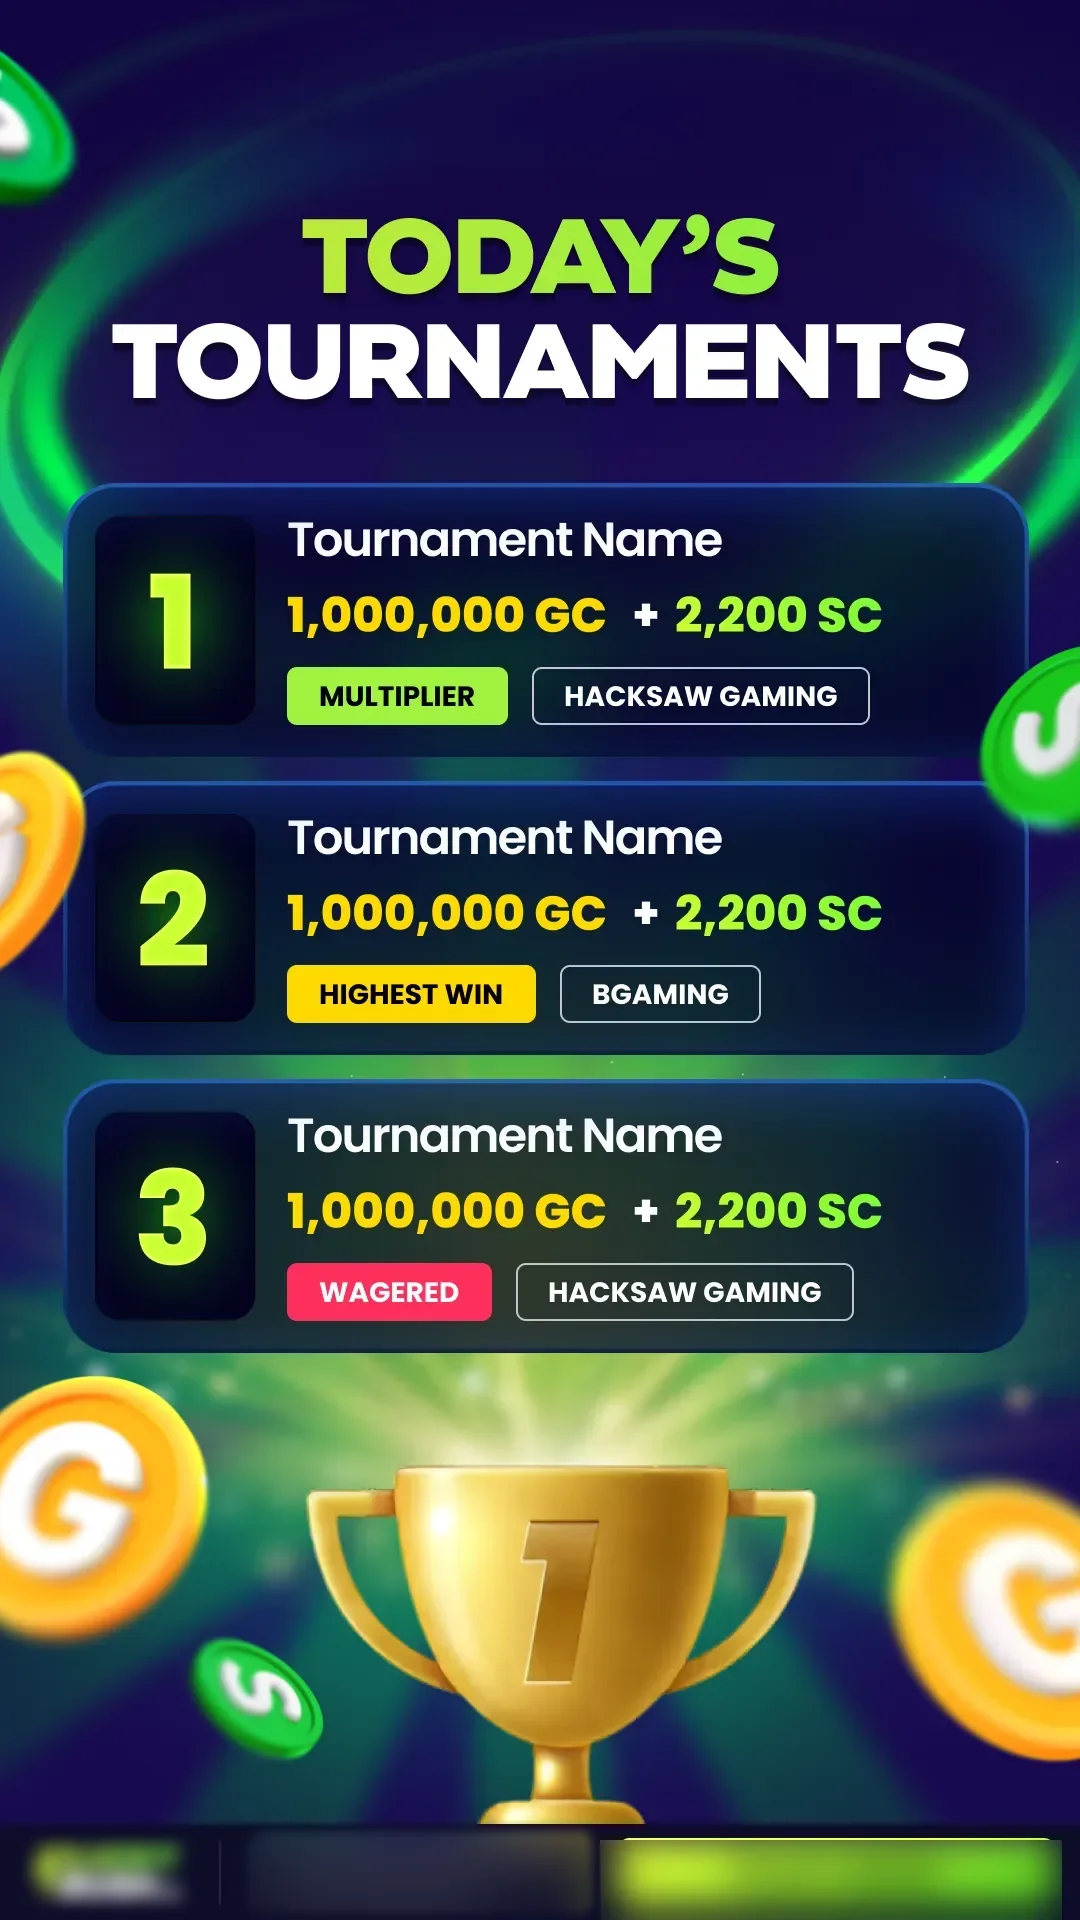 TODAY’S
TOURNAMENTS
1
Tournament Name
1,000,000 GC + 2,200 SC
MULTIPLIER HACKSAW GAMING
2
Tournament Name
1,000,000 GC + 2,200 SC
HIGHEST WIN BGAMING
3
Tournament Name
1,000,000 GC + 2,200 SC
WAGERED HACKSAW GAMING
S
G
1
S
G